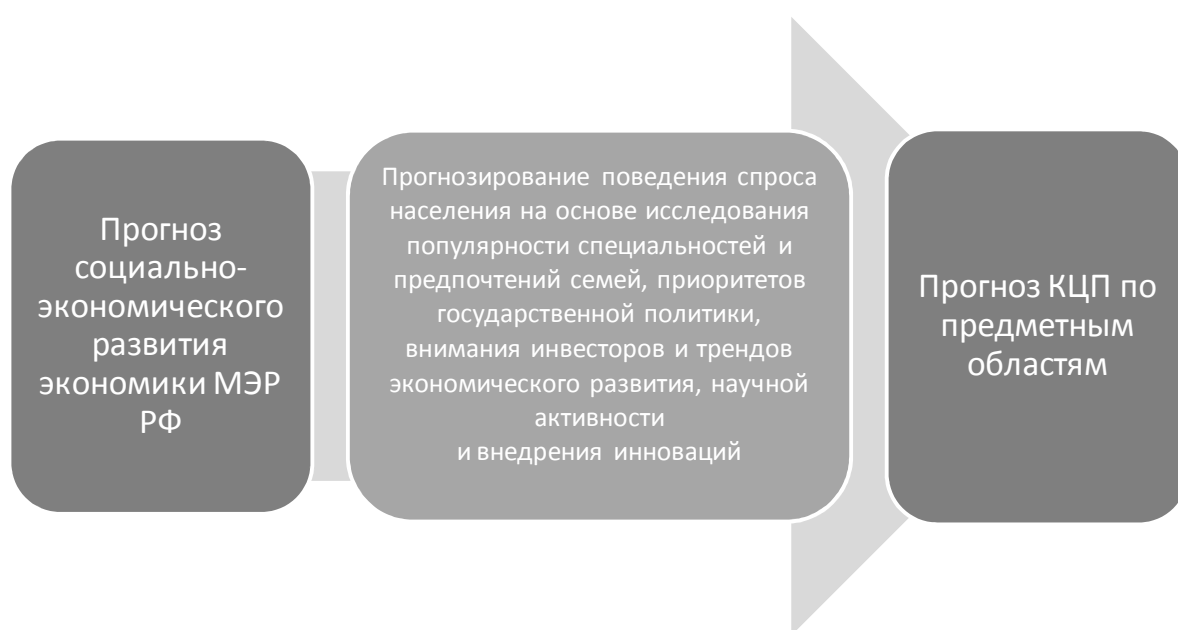 Прогноз
социально-
экономического
развития
экономики МЭР
РФ
Прогнозирование поведения спроса
населения на основе исследования
популярности специальностей и
предпочтений семей, приоритетов
государственной политики,
внимания инвесторов и трендов
экономического развития, научной
активности
и внедрения инноваций
Прогноз КЦП по
предметным
областям